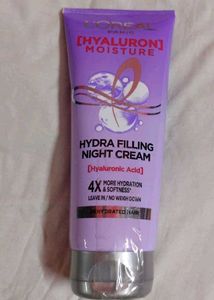 L'ORÉAL
PARIS
[HYALURON]
MOISTURE
HYDRA FILLING
NIGHT CREAM
[Hyaluronic Acid]
4X MORE HYDRATION
& SOFTNESS*
LEAVE IN / NO WEIGH DOWN
DEHYDRATED HAIR